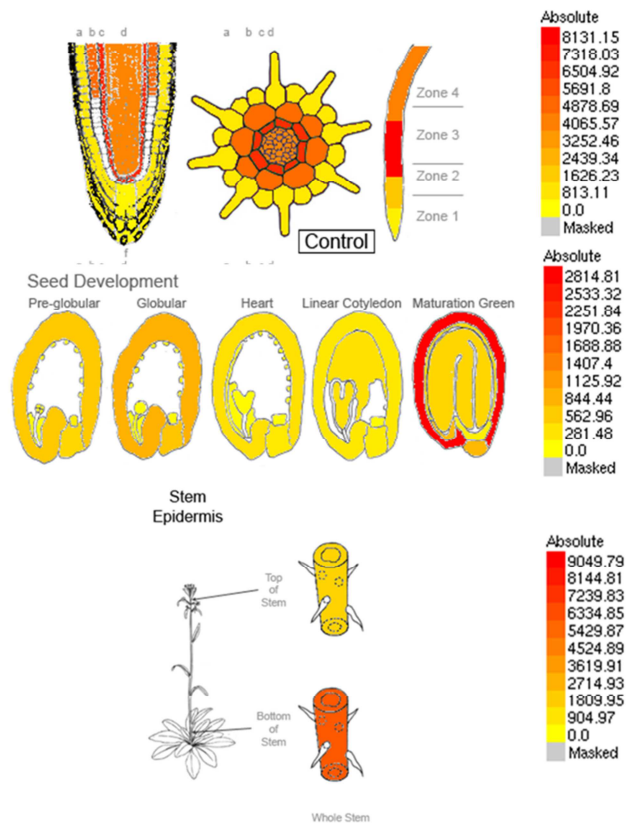 a b c d
a b c d
Absolute
8131.15
7318.03
6504.92
5691.8
4878.69
4065.57
3252.46
2439.34
1626.23
813.11
0.0
Masked
Zone 4
Zone 3
Zone 2
Zone 1
Control
f
Seed Development
Pre-globular
Globular
Heart
Linear Cotyledon
Maturation Green
Absolute
2814.81
2533.32
2251.84
1970.36
1688.88
1407.4
1125.92
844.44
562.96
281.48
0.0
Masked
Stem
Epidermis
Top
of
Stem
Bottom
of
Stem
Whole Stem
Absolute
9049.79
8144.81
7239.83
6334.85
5429.87
4524.89
3619.91
2714.93
1809.95
904.97
0.0
Masked